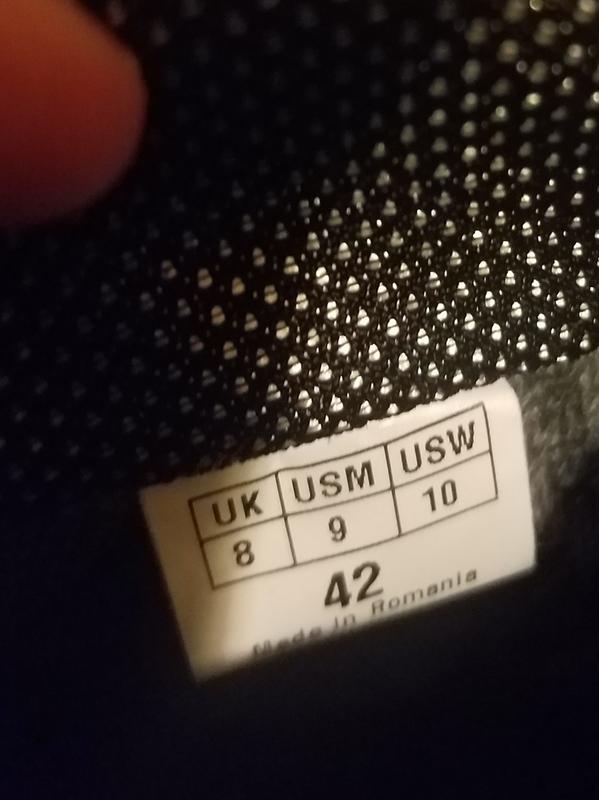 UK USM USW
8 9 10
42
Made in Romania